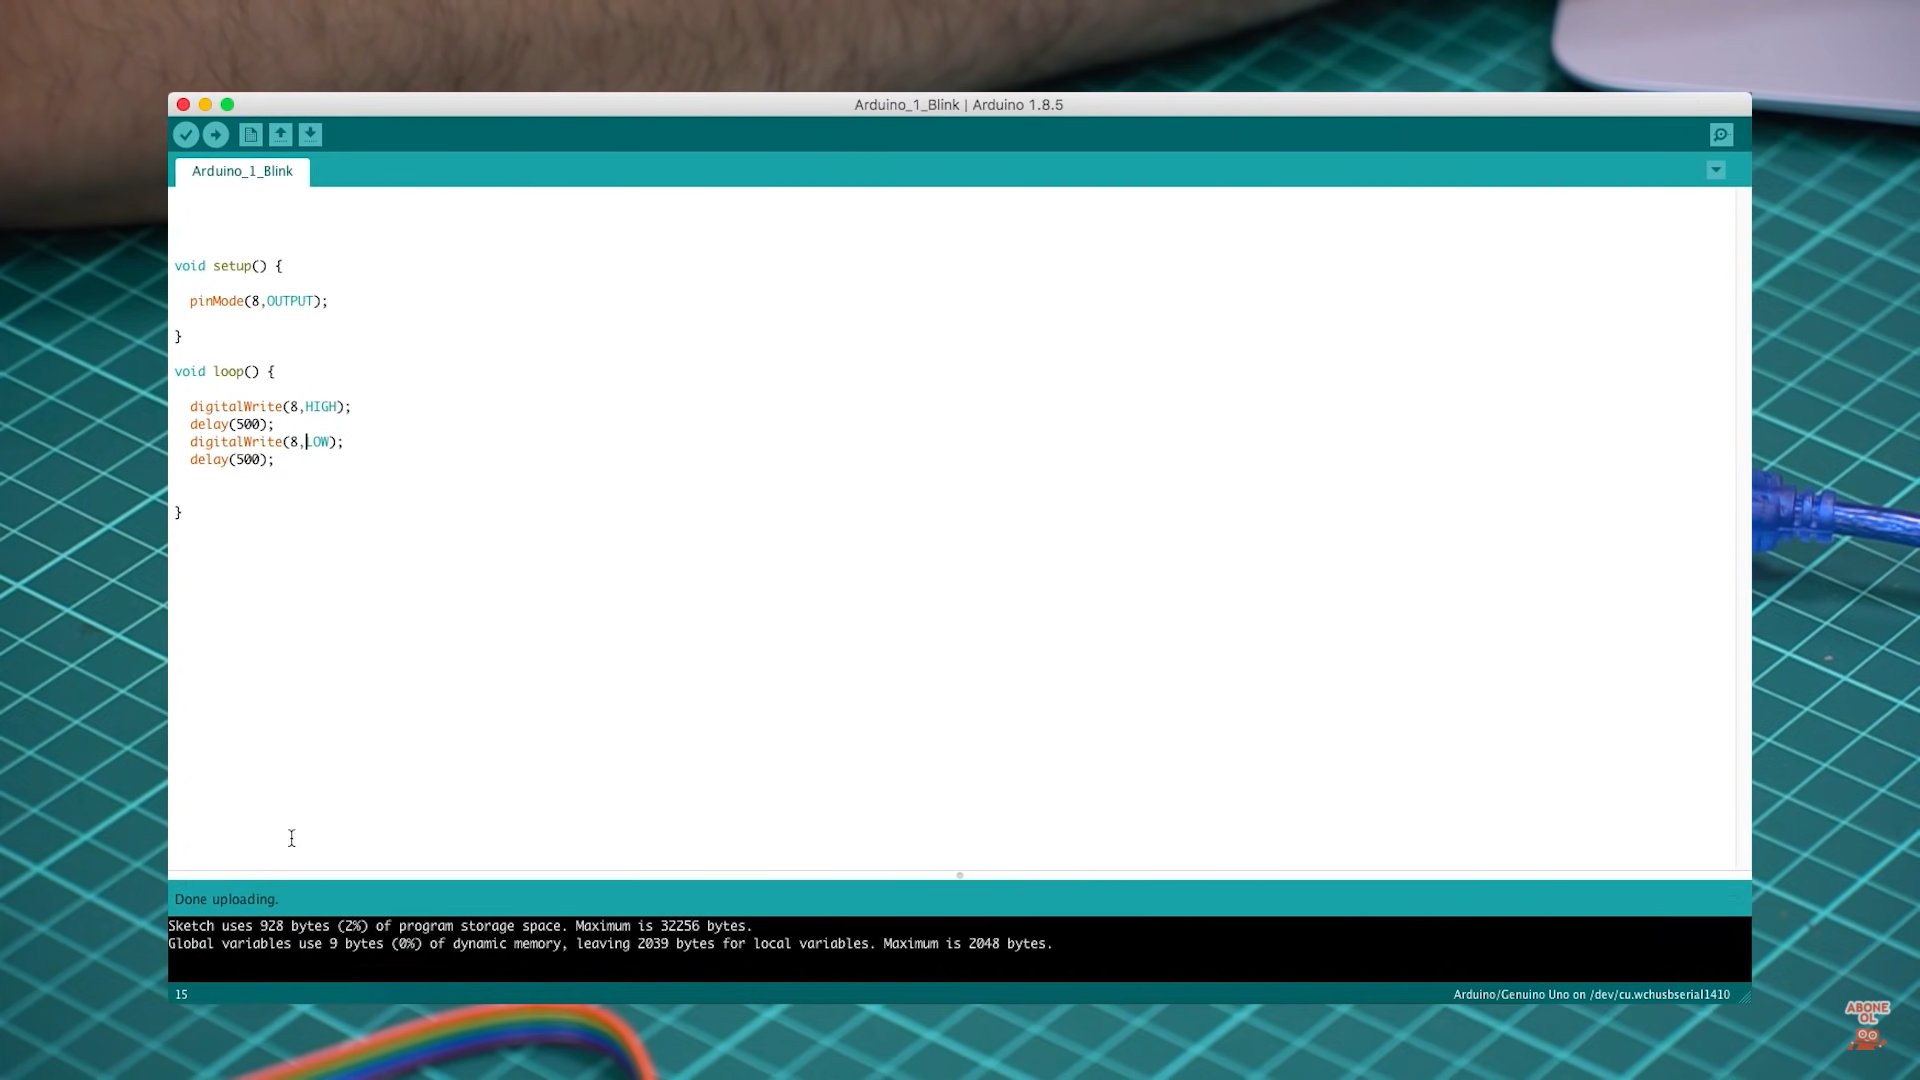 Arduino_1_Blink | Arduino 1.8.5
Arduino_1_Blink
void setup() {
pinMode(8,OUTPUT);
}
void loop() {
digitalWrite(8,HIGH);
delay(500);
digitalWrite(8,LOW);
delay(500);
}
Done uploading.
Sketch uses 928 bytes (2%) of program storage space. Maximum is 32256 bytes.
Global variables use 9 bytes (0%) of dynamic memory, leaving 2039 bytes for local variables. Maximum is 2048 bytes.
15
Arduino/Genuino Uno on /dev/cu.wchusbserial1410
ABONE
OL